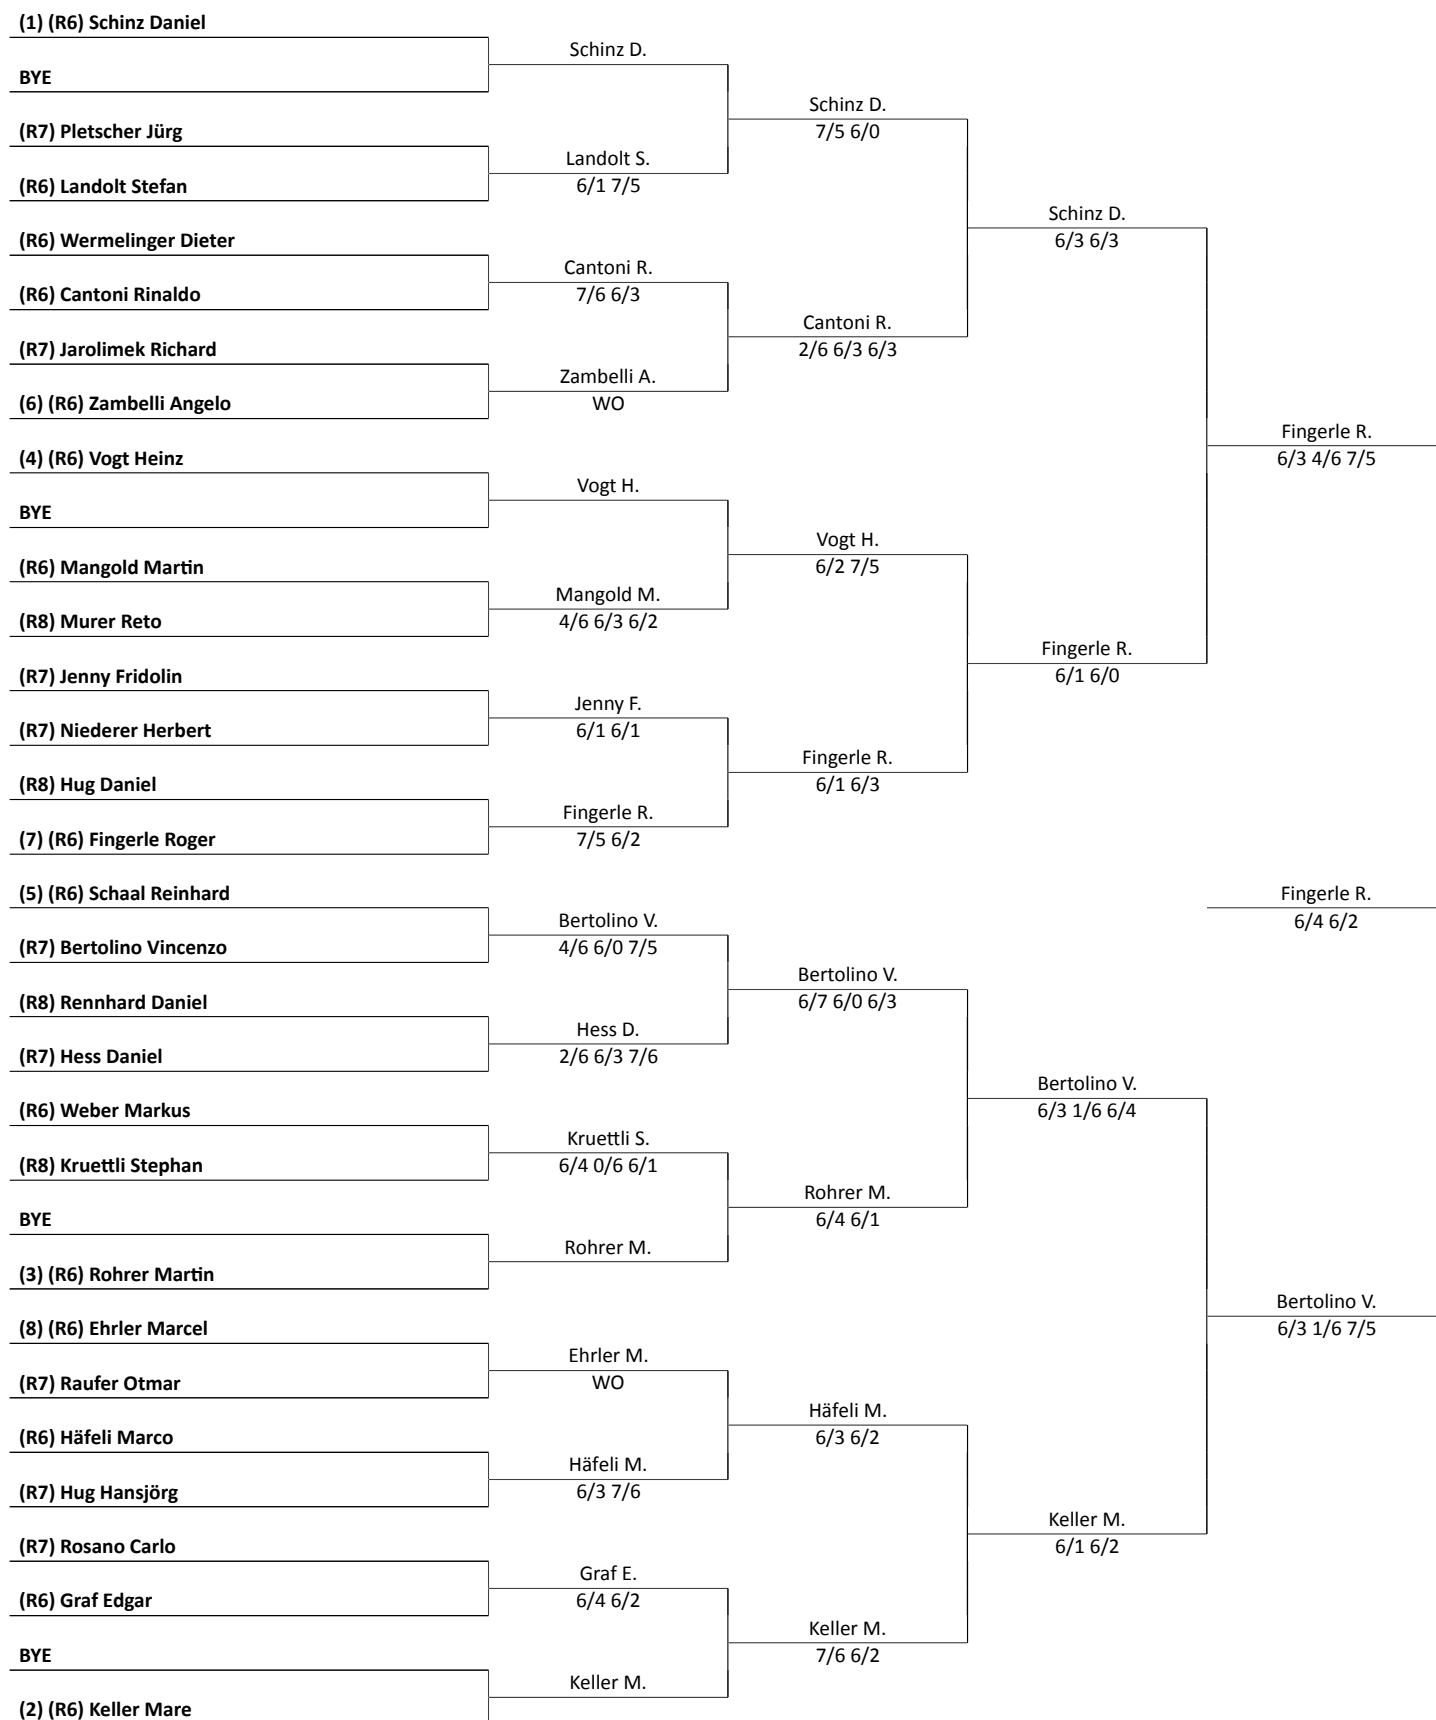 (1) (R6) Schinz Daniel
Schinz D.
BYE
Schinz D.
7/5 6/0
(R7) Pletscher Jürg
Landolt S.
6/1 7/5
(R6) Landolt Stefan
Schinz D.
6/3 6/3
(R6) Wermelinger Dieter
Cantoni R.
7/6 6/3
(R6) Cantoni Rinaldo
Cantoni R.
2/6 6/3 6/3
(R7) Jarolimek Richard
Zambelli A.
WO
(6) (R6) Zambelli Angelo
Fingerle R.
6/3 4/6 7/5
(4) (R6) Vogt Heinz
Vogt H.
BYE
Vogt H.
6/2 7/5
(R6) Mangold Martin
Mangold M.
4/6 6/3 6/2
(R8) Murer Reto
Fingerle R.
6/1 6/0
(R7) Jenny Fridolin
Jenny F.
6/1 6/1
(R7) Niederer Herbert
Fingerle R.
6/1 6/3
(R8) Hug Daniel
Fingerle R.
7/5 6/2
(7) (R6) Fingerle Roger
(5) (R6) Schaal Reinhard
Fingerle R.
6/4 6/2
Bertolino V.
4/6 6/0 7/5
(R7) Bertolino Vincenzo
Bertolino V.
6/7 6/0 6/3
(R8) Rennhard Daniel
Hess D.
2/6 6/3 7/6
(R7) Hess Daniel
Bertolino V.
6/3 1/6 6/4
(R6) Weber Markus
Kruettli S.
6/4 0/6 6/1
(R8) Kruettli Stephan
Rohrer M.
6/4 6/1
BYE
Rohrer M.
(3) (R6) Rohrer Martin
Bertolino V.
6/3 1/6 7/5
(8) (R6) Ehrler Marcel
Ehrler M.
WO
(R7) Raufer Otmar
Häfeli M.
6/3 6/2
(R6) Häfeli Marco
Häfeli M.
6/3 7/6
(R7) Hug Hansjörg
Keller M.
6/1 6/2
(R7) Rosano Carlo
Graf E.
6/4 6/2
(R6) Graf Edgar
Keller M.
7/6 6/2
BYE
Keller M.
(2) (R6) Keller Mare